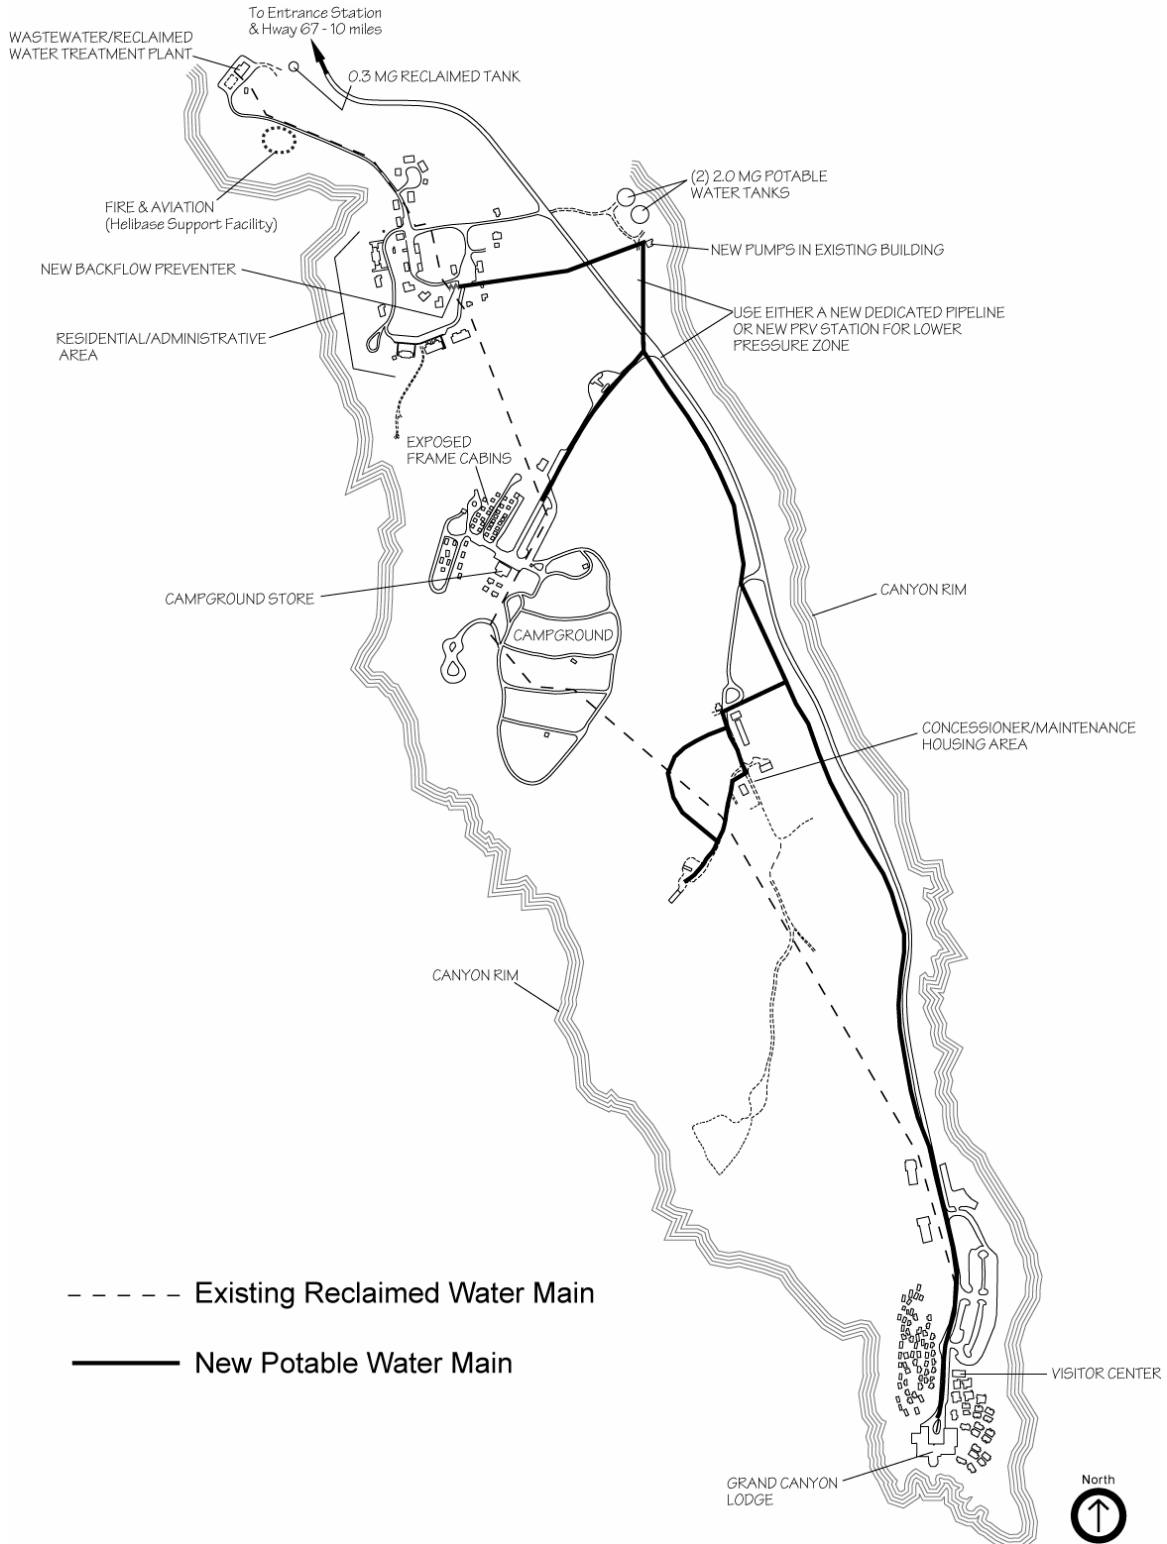 To Entrance Station
& Hway 67 - 10 miles
WASTEWATER/RECLAIMED
WATER TREATMENT PLANT
0.3 MG RECLAIMED TANK
(2) 2.0 MG POTABLE
WATER TANKS
FIRE & AVIATION
(Helibase Support Facility)
NEW PUMPS IN EXISTING BUILDING
NEW BACKFLOW PREVENTER
USE EITHER A NEW DEDICATED PIPELINE
OR NEW PRV STATION FOR LOWER
PRESSURE ZONE
RESIDENTIAL/ADMINISTRATIVE
AREA
EXPOSED
FRAME CABINS
CANYON RIM
CAMPGROUND STORE
CAMPGROUND
CONCESSIONER/MAINTENANCE
HOUSING AREA
CANYON RIM
Existing Reclaimed Water Main
New Potable Water Main
VISITOR CENTER
GRAND CANYON
LODGE
North